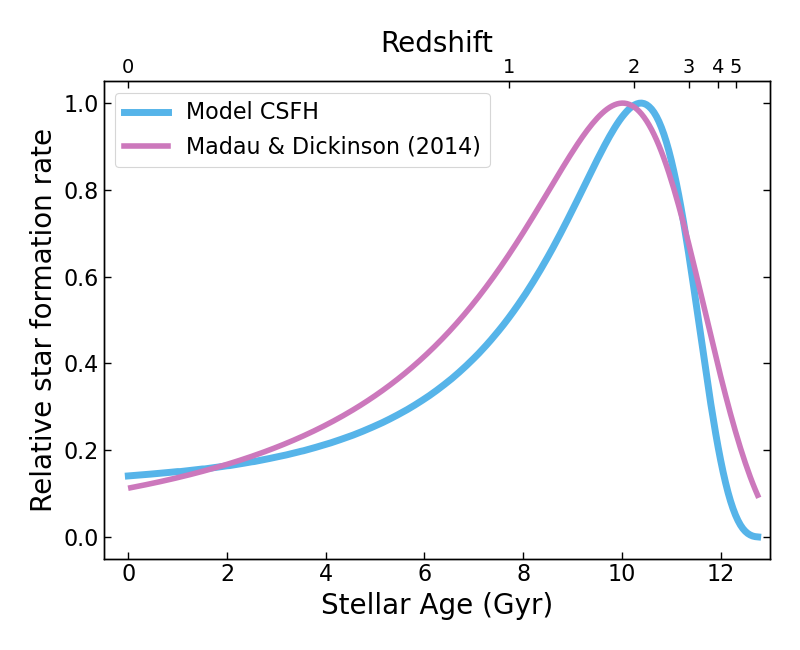 Redshift
0 1 2 3 4 5
Model CSFH
Madau & Dickinson (2014)
Relative star formation rate
1.0
0.8
0.6
0.4
0.2
0.0
0 2 4 6 8 10 12
Stellar Age (Gyr)